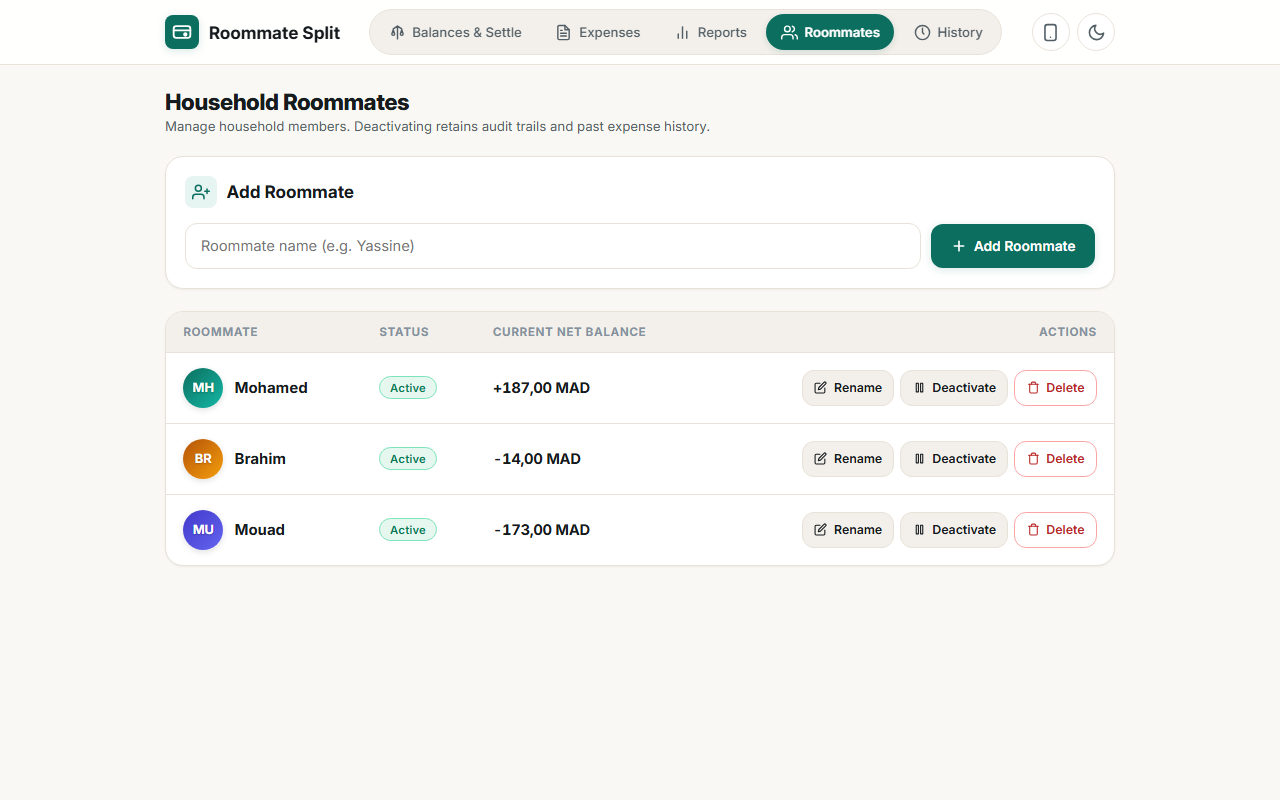 Roommate Split
Balances & Settle
Expenses
Reports
Roommates
History
Household Roommates
Manage household members. Deactivating retains audit trails and past expense history.
Add Roommate
Roommate name (e.g. Yassine)
Add Roommate
ROOMMATE STATUS CURRENT NET BALANCE ACTIONS
MH Mohamed Active +187,00 MAD Rename Deactivate Delete
BR Brahim Active -14,00 MAD Rename Deactivate Delete
MU Mouad Active -173,00 MAD Rename Deactivate Delete